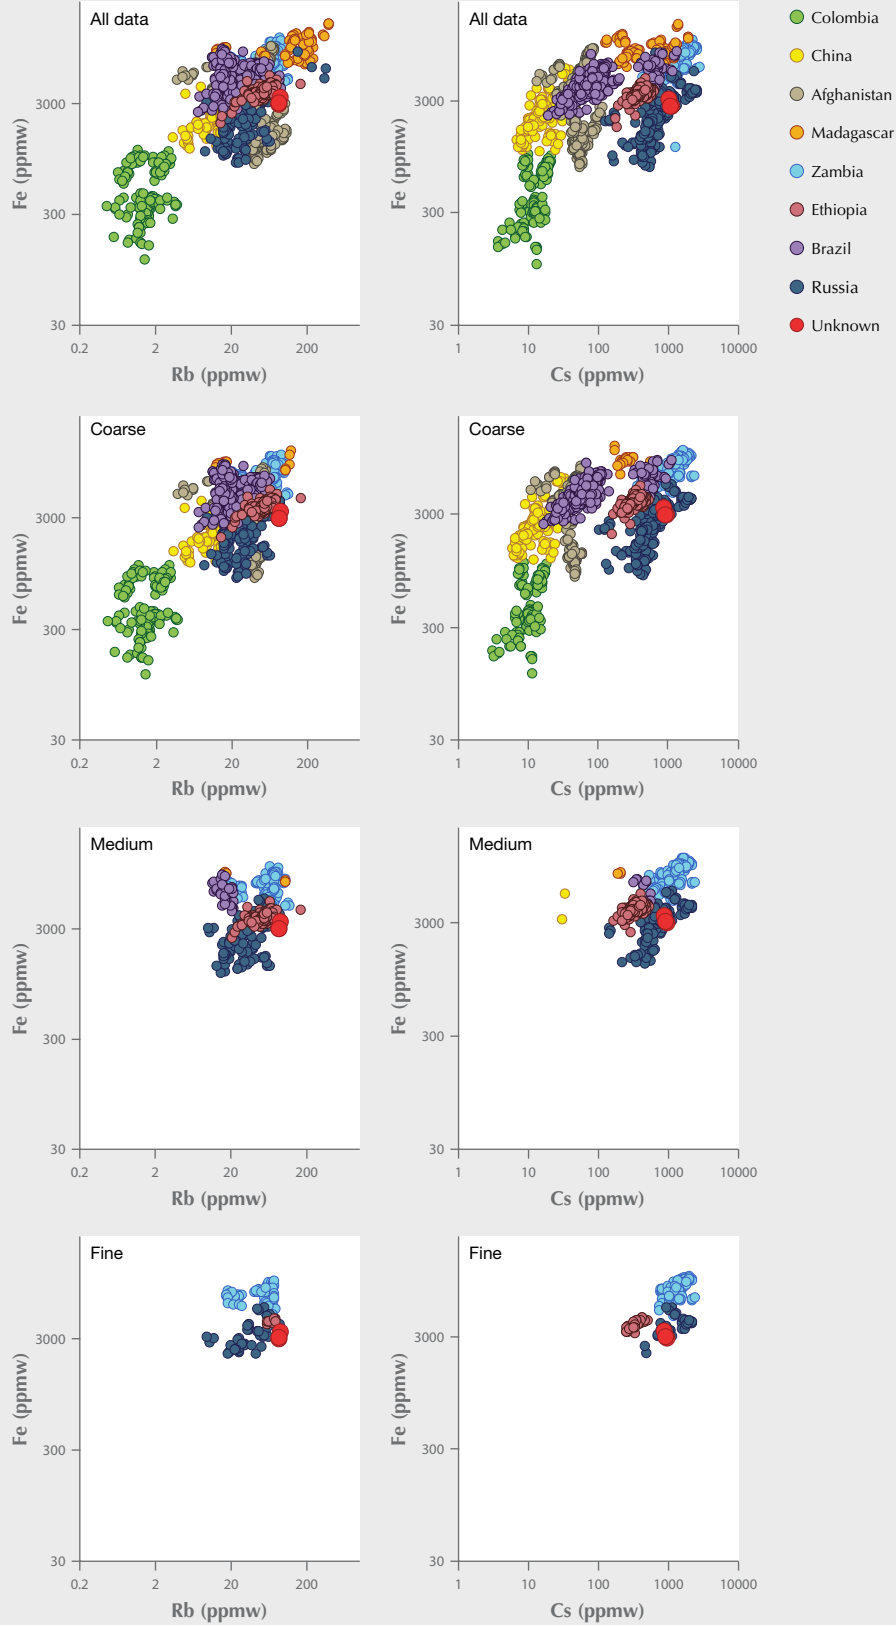 All data
Fe (ppmw)
3000
300
30
0.2 2 20 200
Rb (ppmw)
All data
Fe (ppmw)
3000
300
30
1 10 100 1000 10000
Cs (ppmw)
Colombia
China
Afghanistan
Madagascar
Zambia
Ethiopia
Brazil
Russia
Unknown
Coarse
Fe (ppmw)
3000
300
30
0.2 2 20 200
Rb (ppmw)
Coarse
Fe (ppmw)
3000
300
30
1 10 100 1000 10000
Cs (ppmw)
Medium
Fe (ppmw)
3000
300
30
0.2 2 20 200
Rb (ppmw)
Medium
Fe (ppmw)
3000
300
30
1 10 100 1000 10000
Cs (ppmw)
Fine
Fe (ppmw)
3000
300
30
0.2 2 20 200
Rb (ppmw)
Fine
Fe (ppmw)
3000
300
30
1 10 100 1000 10000
Cs (ppmw)